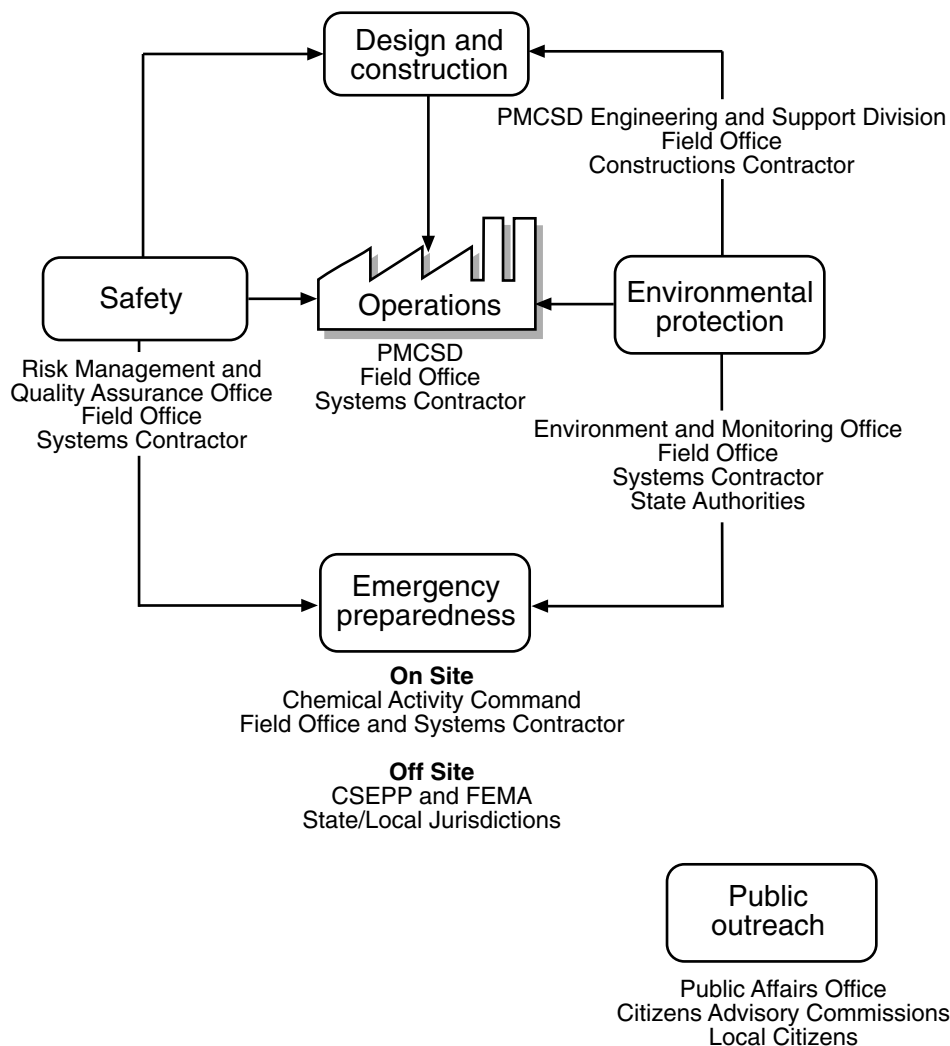 Design and
construction
PMCSD Engineering and Support Division
Field Office
Constructions Contractor
Safety
Operations
Environmental
protection
Risk Management and
Quality Assurance Office
Field Office
Systems Contractor
PMCSD
Field Office
Systems Contractor
Environment and Monitoring Office
Field Office
Systems Contractor
State Authorities
Emergency
preparedness
On Site
Chemical Activity Command
Field Office and Systems Contractor
Off Site
CSEPP and FEMA
State/Local Jurisdictions
Public
outreach
Public Affairs Office
Citizens Advisory Commissions
Local Citizens